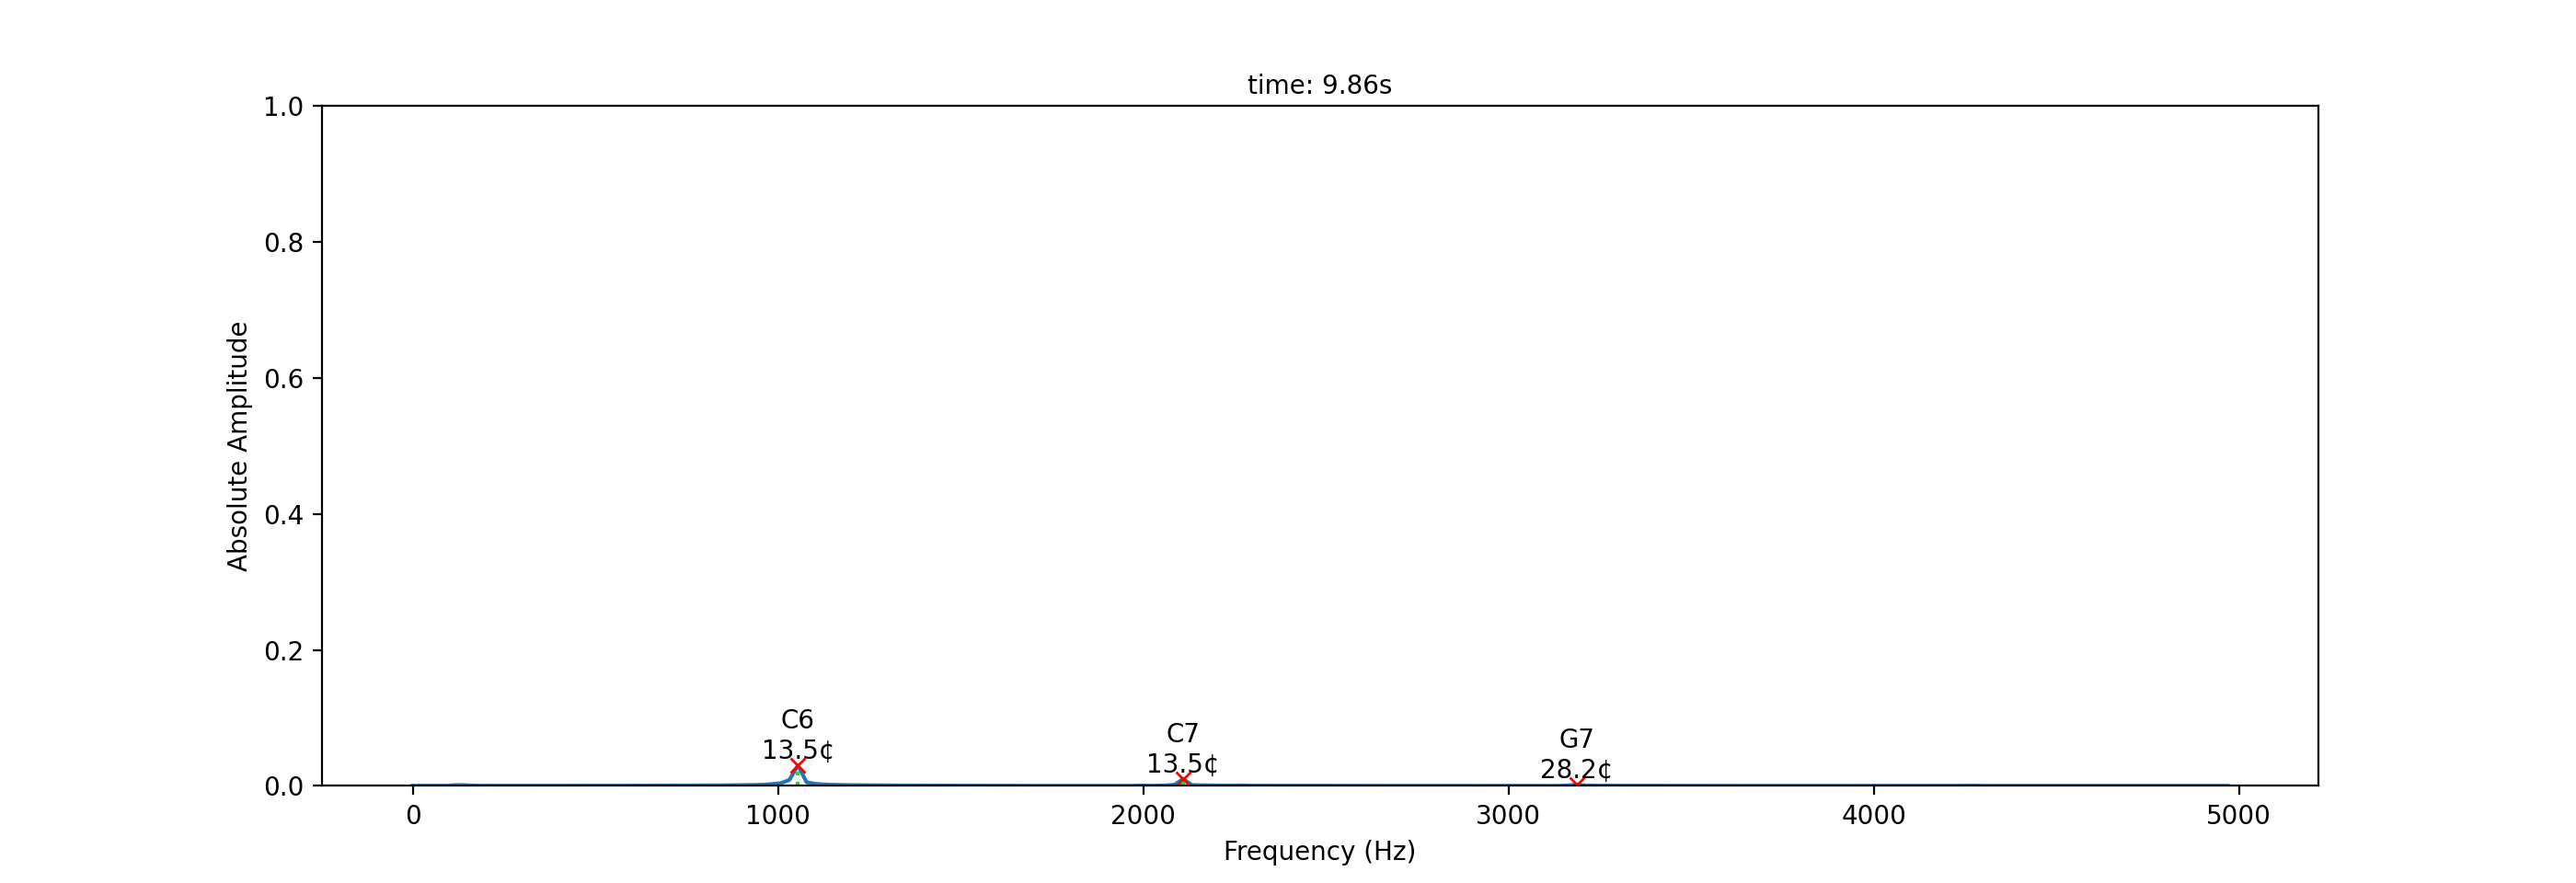 time: 9.86s
1.0
0.8
0.6
0.4
0.2
0.0
Absolute Amplitude
C6
13.5¢
C7
13.5¢
G7
28.2¢
0 1000 2000 3000 4000 5000
Frequency (Hz)